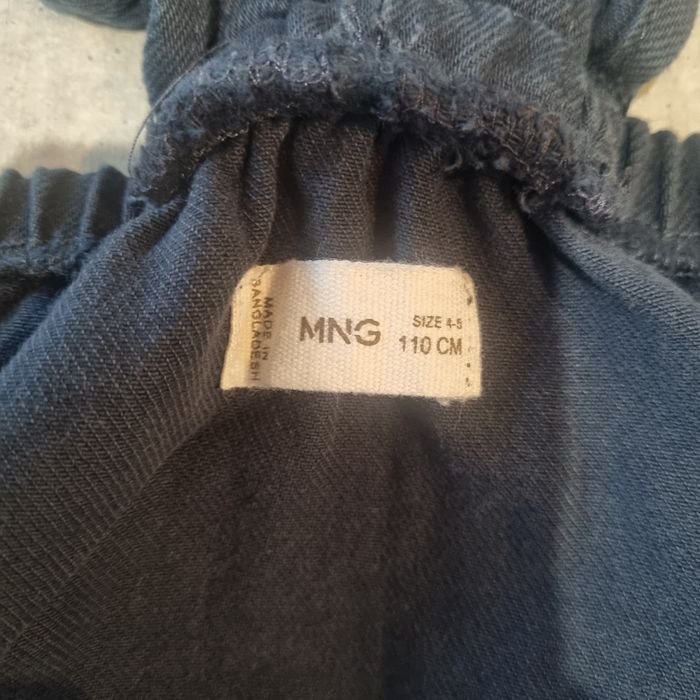 MADE IN
BANGLADESH
MNG
SIZE 4-5
110 CM